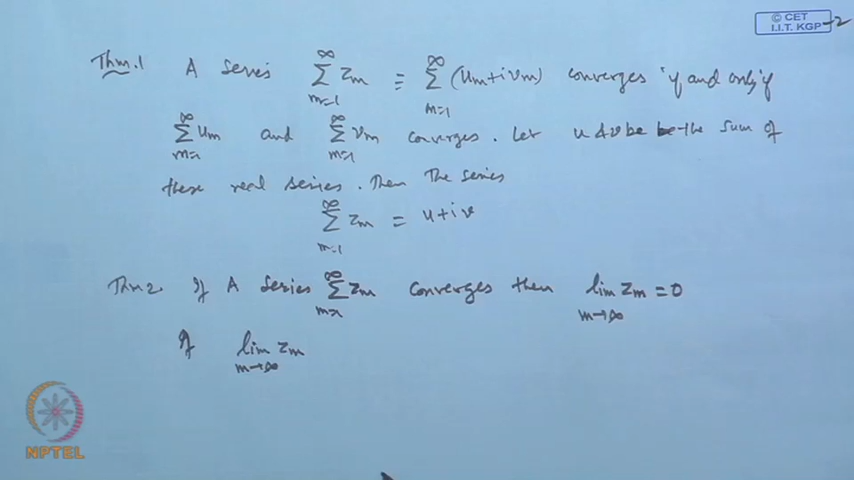 © CET
I.I.T. KGP
-2
Thm.1 A series ∑_{m=1}^{∞} z_m = ∑_{m=1}^{∞} (u_m + i v_m) converges if and only if
∑_{m=1}^{∞} u_m and ∑_{m=1}^{∞} v_m converges. Let u & v be the sum of
these real series. Then The series
∑_{m=1}^{∞} z_m = u + i v
Thm 2. If A series ∑_{m=1}^{∞} z_m converges then lim_{m→∞} z_m = 0
If lim_{m→∞} z_m
NPTEL